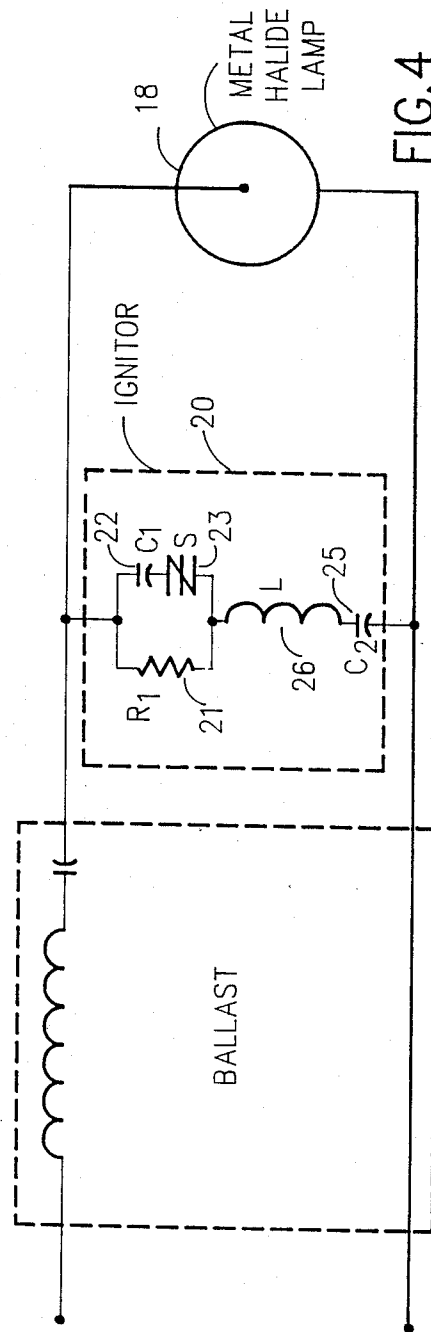 BALLAST
IGNITOR
20
22
C1
S
23
R1
21
L
26
25
C2
18
METAL
HALIDE
LAMP
FIG.4